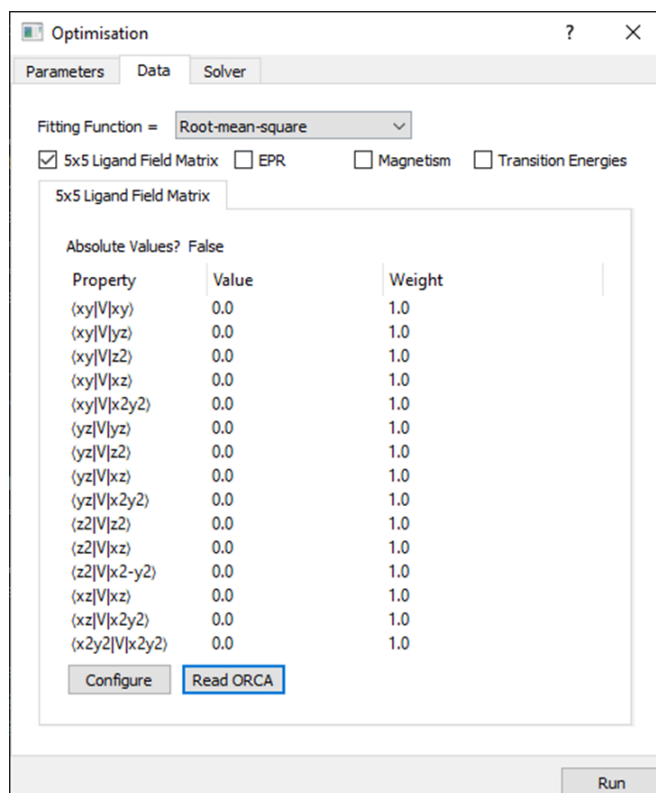 Optimisation ? ×
Parameters Data Solver
Fitting Function = Root-mean-square
5x5 Ligand Field Matrix EPR Magnetism Transition Energies
5x5 Ligand Field Matrix
Absolute Values? False
Property Value Weight
⟨xy|V|xy⟩ 0.0 1.0
⟨xy|V|yz⟩ 0.0 1.0
⟨xy|V|z2⟩ 0.0 1.0
⟨xy|V|xz⟩ 0.0 1.0
⟨xy|V|x2y2⟩ 0.0 1.0
⟨yz|V|yz⟩ 0.0 1.0
⟨yz|V|z2⟩ 0.0 1.0
⟨yz|V|xz⟩ 0.0 1.0
⟨yz|V|x2y2⟩ 0.0 1.0
⟨z2|V|z2⟩ 0.0 1.0
⟨z2|V|xz⟩ 0.0 1.0
⟨z2|V|x2-y2⟩ 0.0 1.0
⟨xz|V|xz⟩ 0.0 1.0
⟨xz|V|x2y2⟩ 0.0 1.0
⟨x2y2|V|x2y2⟩ 0.0 1.0
Configure Read ORCA
Run